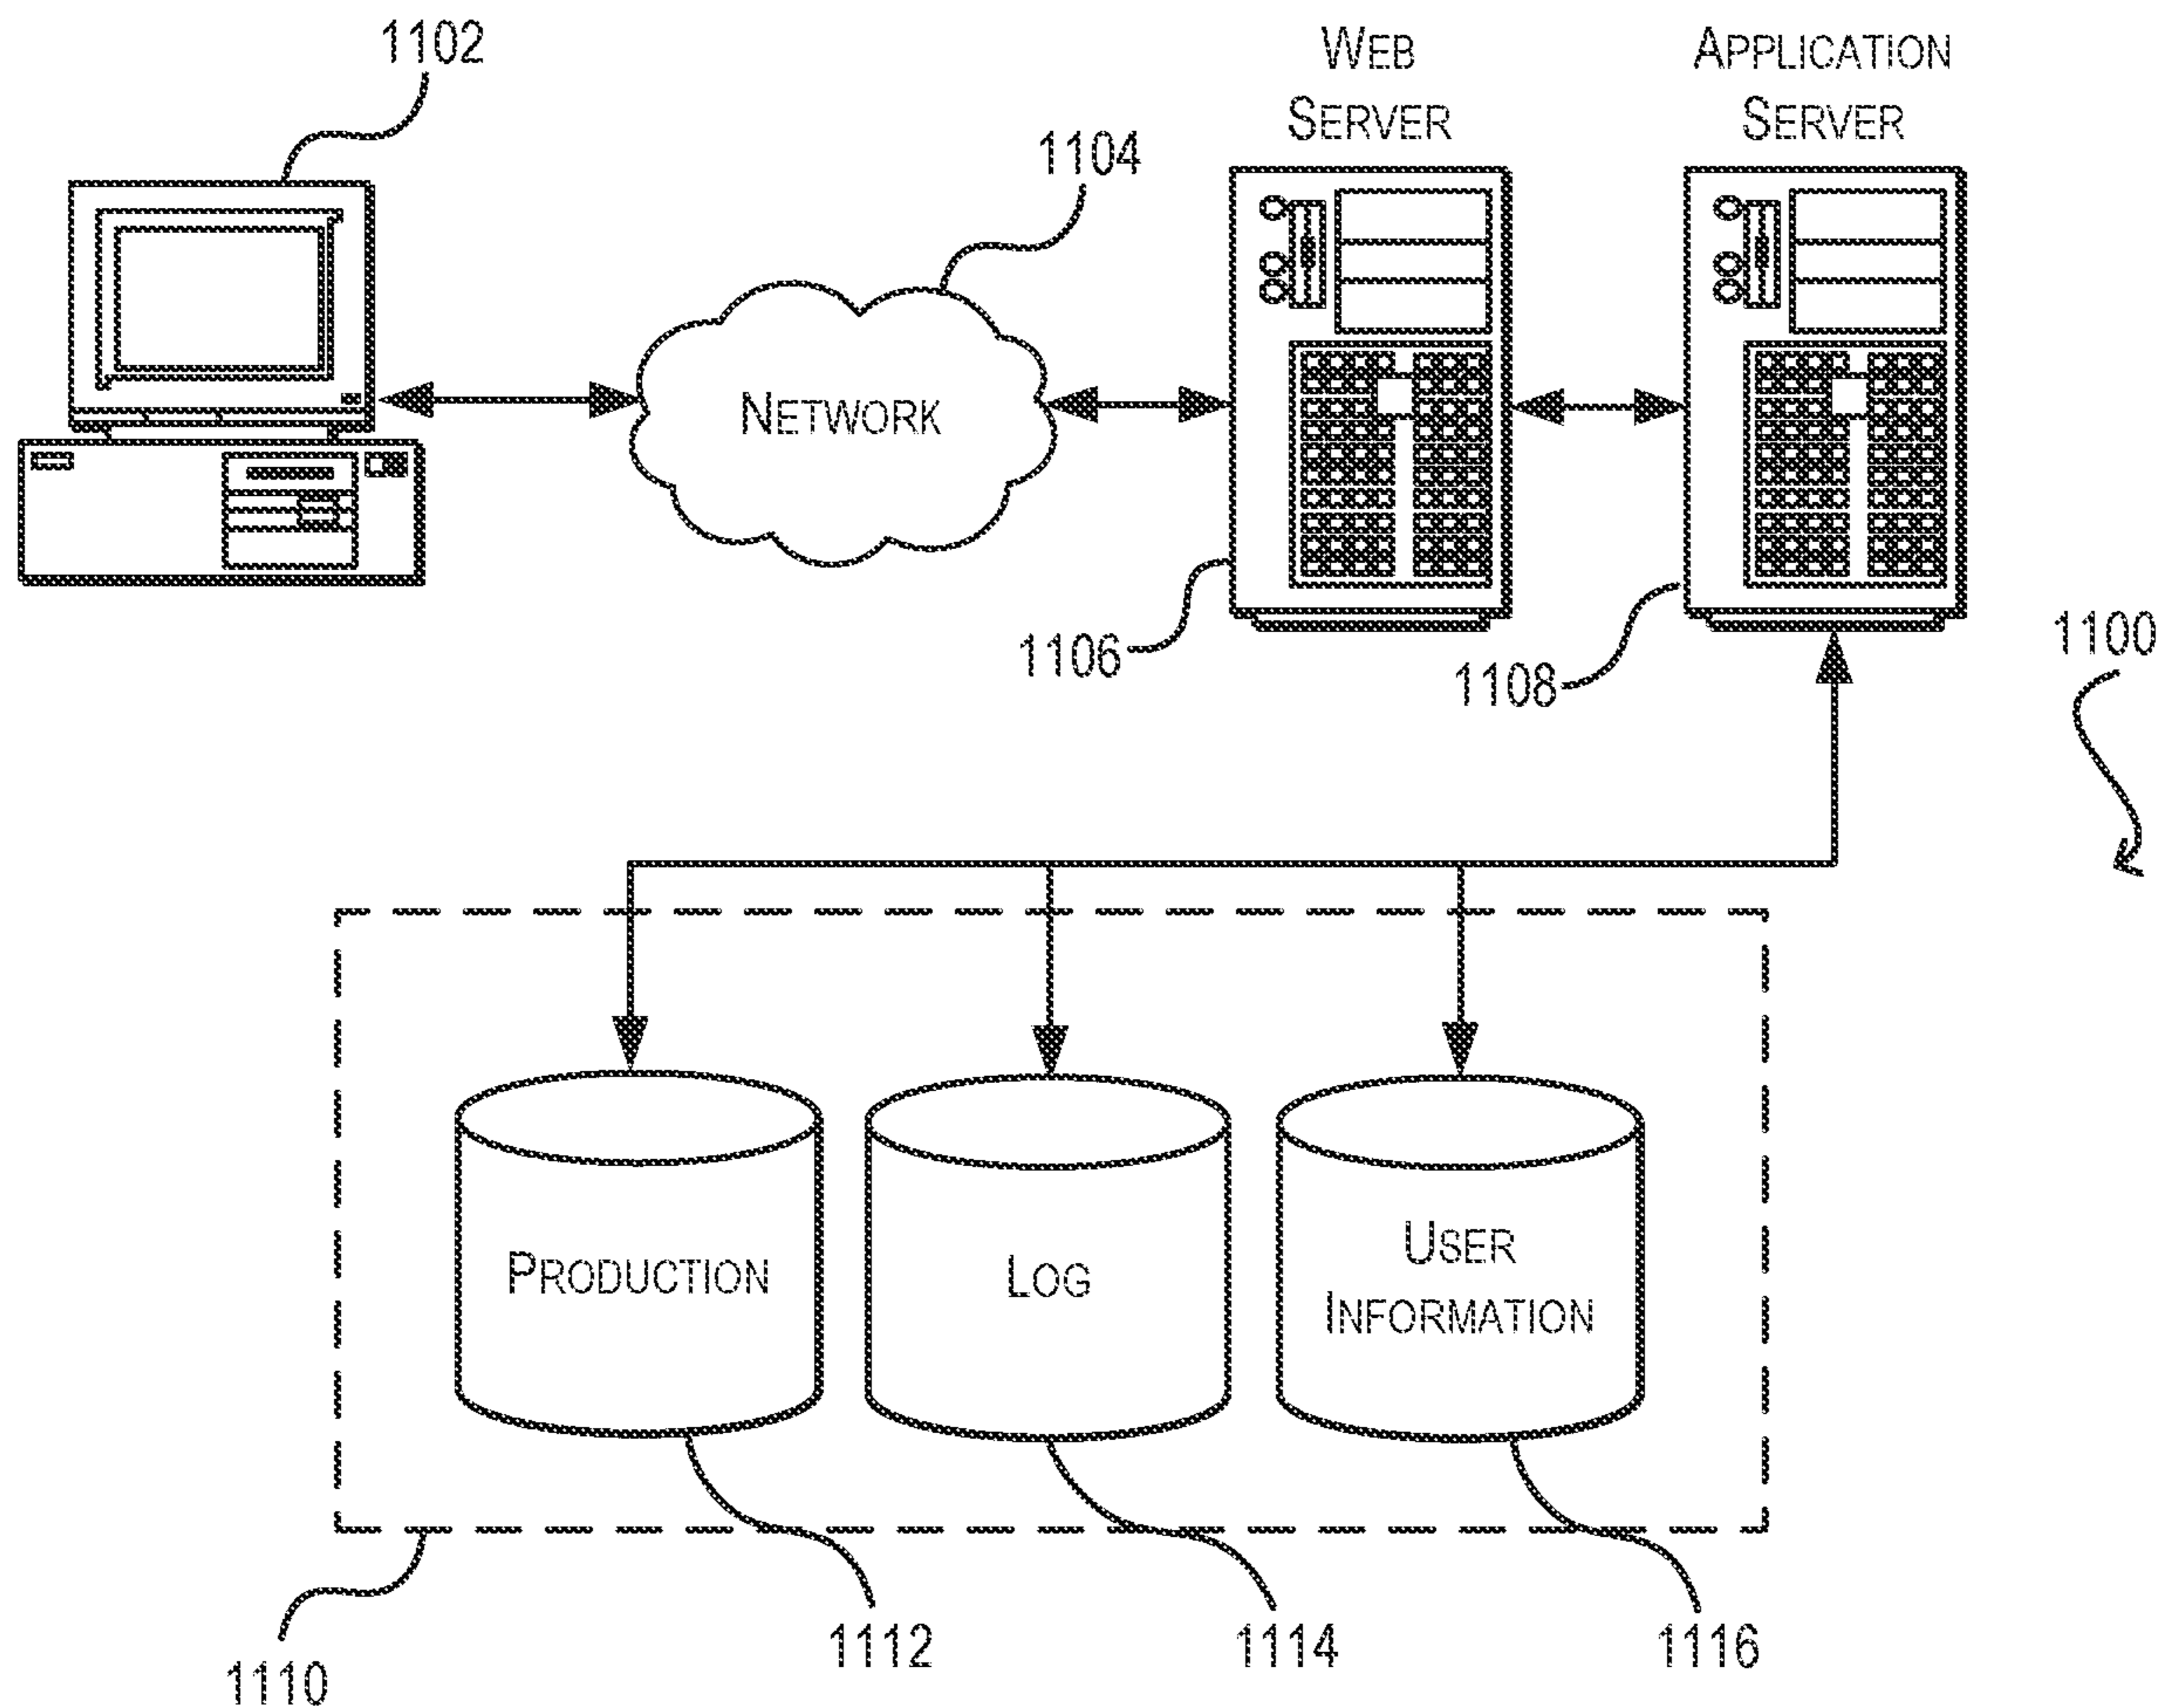 1102
WEB
SERVER
APPLICATION
SERVER
1104
NETWORK
1106
1108
1100
PRODUCTION
LOG
USER
INFORMATION
1110
1112
1114
1116